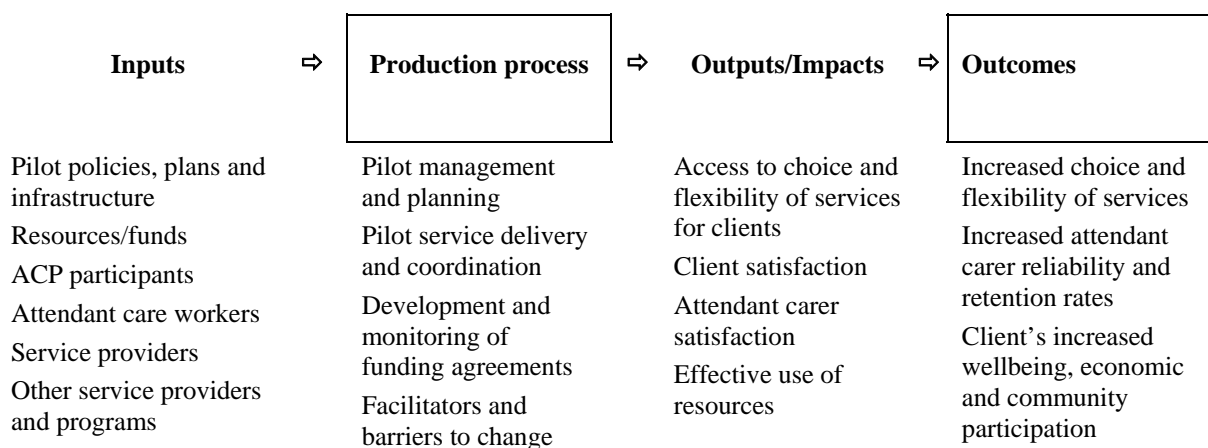 Inputs ⇨ Production process ⇨ Outputs/Impacts ⇨ Outcomes
Pilot policies, plans and
infrastructure
Resources/funds
ACP participants
Attendant care workers
Service providers
Other service providers
and programs
Pilot management
and planning
Pilot service delivery
and coordination
Development and
monitoring of
funding agreements
Facilitators and
barriers to change
Access to choice and
flexibility of services
for clients
Client satisfaction
Attendant carer
satisfaction
Effective use of
resources
Increased choice and
flexibility of services
Increased attendant
carer reliability and
retention rates
Client’s increased
wellbeing, economic
and community
participation